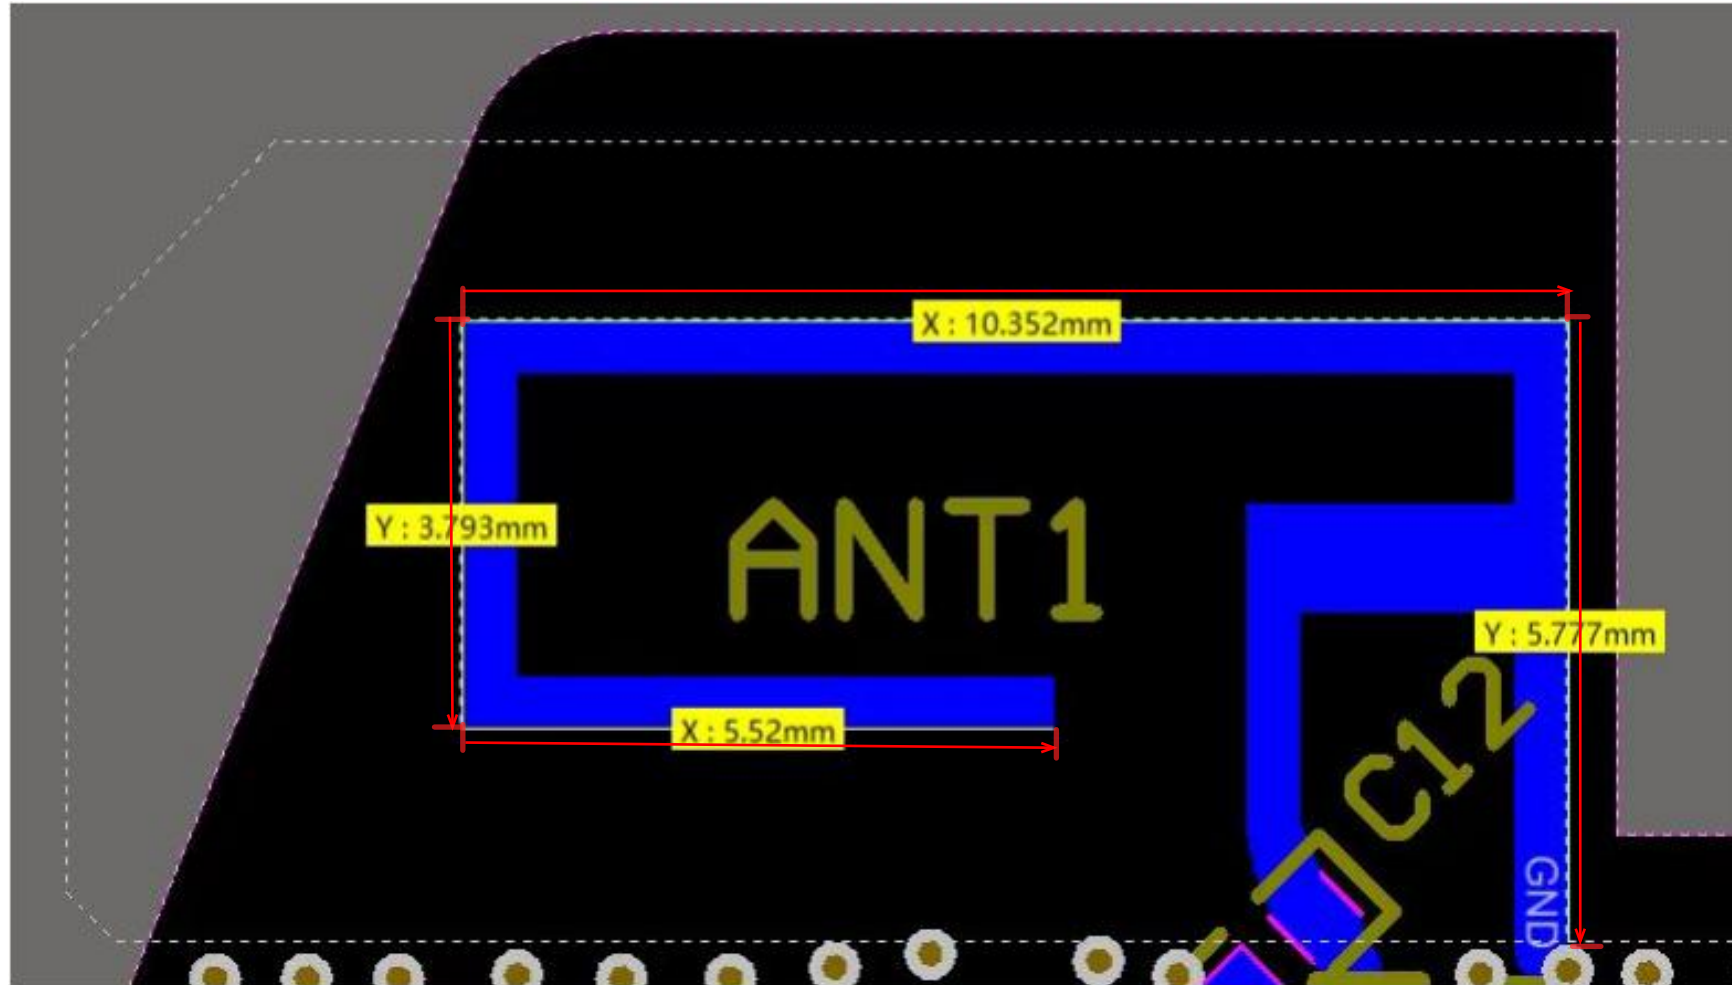 X : 10.352mm
Y : 3.793mm
ANT1
Y : 5.777mm
X : 5.52mm
C12
GND